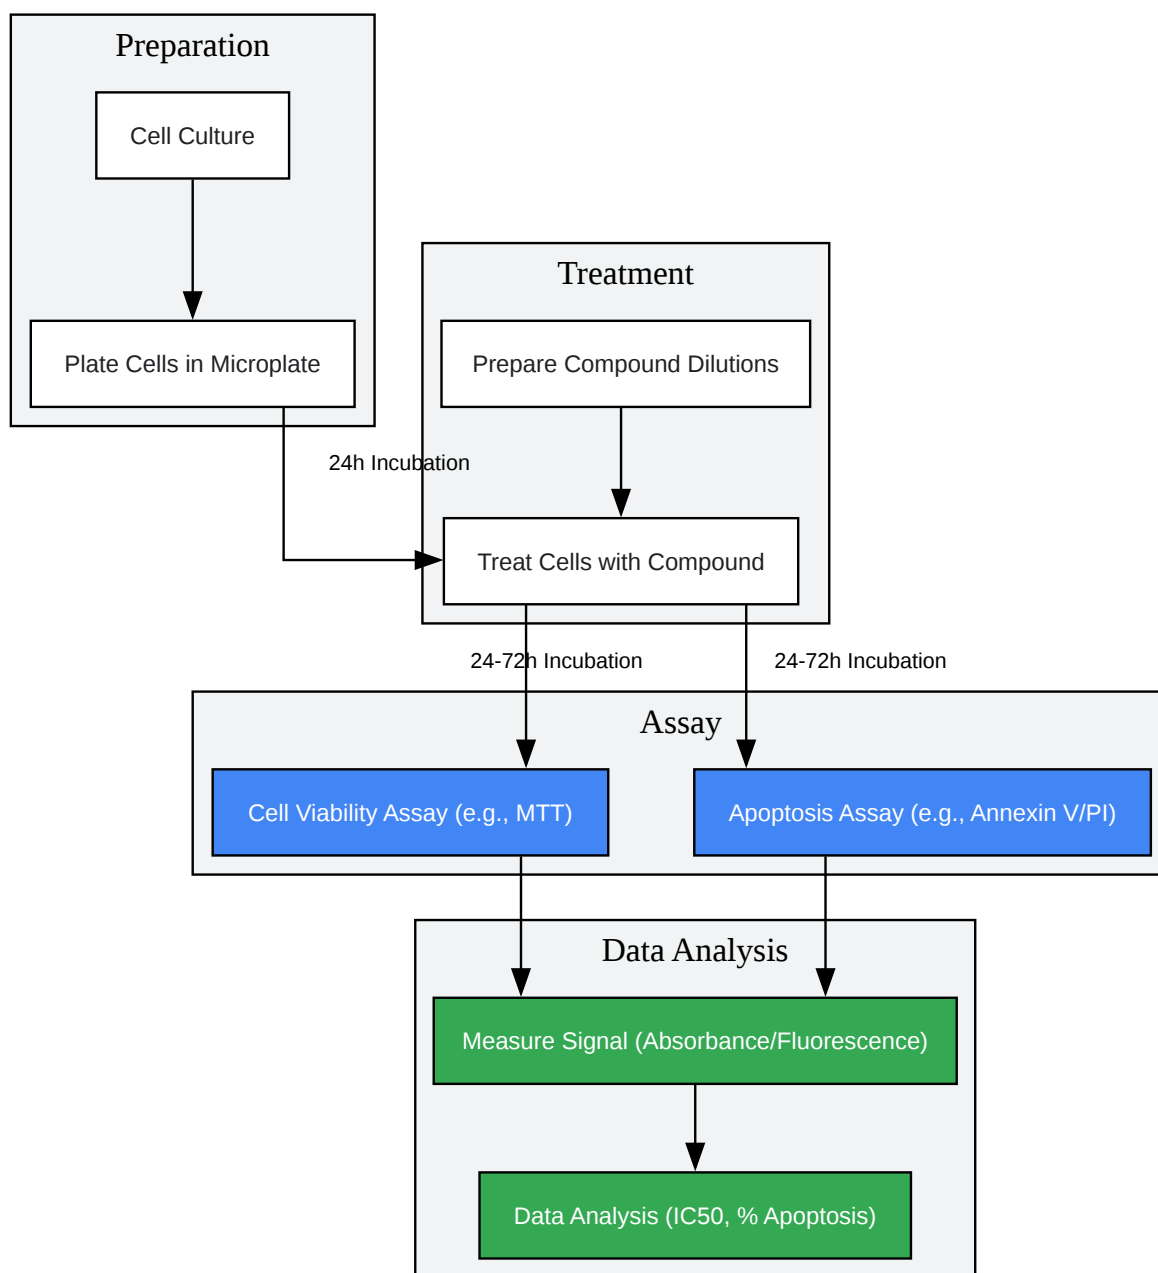 Preparation
Cell Culture
Plate Cells in Microplate
24h Incubation
Treatment
Prepare Compound Dilutions
Treat Cells with Compound
24-72h Incubation
24-72h Incubation
Assay
Cell Viability Assay (e.g., MTT)
Apoptosis Assay (e.g., Annexin V/PI)
Data Analysis
Measure Signal (Absorbance/Fluorescence)
Data Analysis (IC50, % Apoptosis)